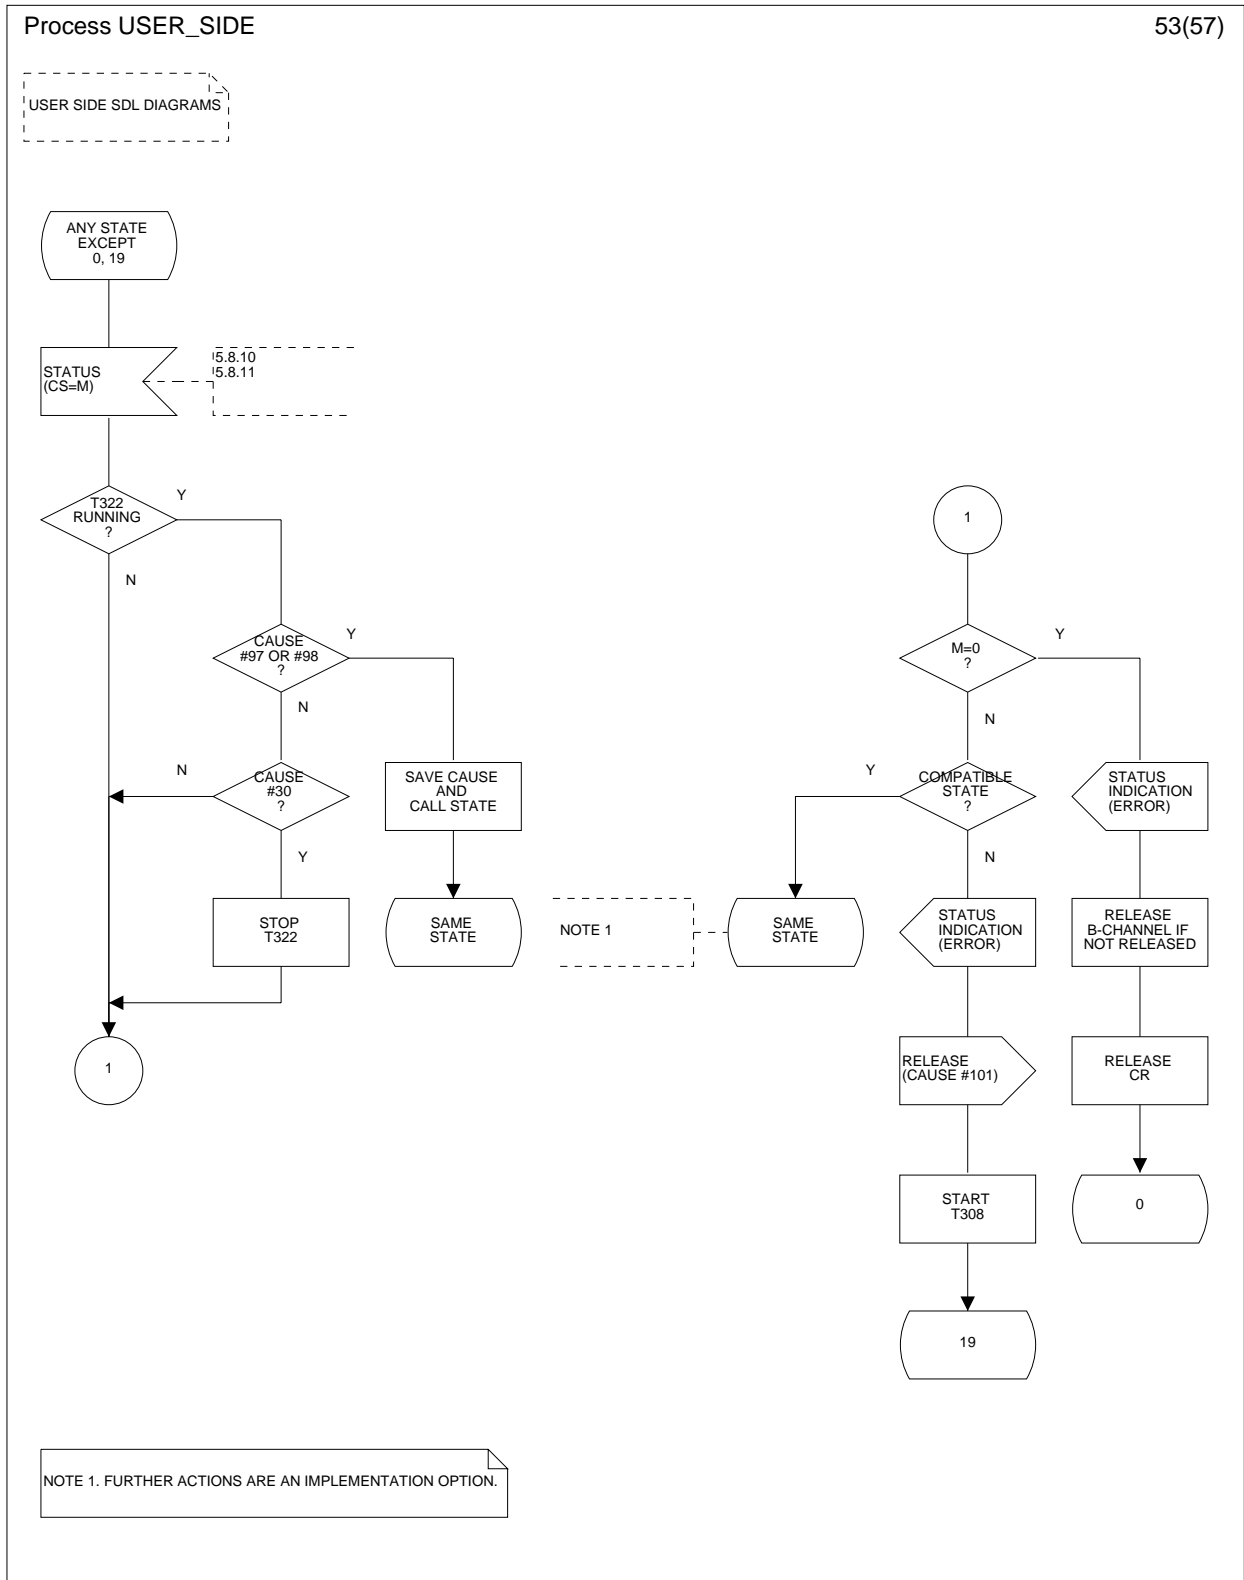 Process USER_SIDE
53(57)
USER SIDE SDL DIAGRAMS
ANY STATE
EXCEPT
0, 19
STATUS
(CS=M)
5.8.10
5.8.11
T322
RUNNING
?
Y
N
CAUSE
#97 OR #98
?
Y
N
CAUSE
#30
?
N
Y
SAVE CAUSE
AND
CALL STATE
STOP
T322
SAME
STATE
1
1
M=0
?
Y
N
COMPATIBLE
STATE
?
Y
N
STATUS
INDICATION
(ERROR)
NOTE 1
SAME
STATE
STATUS
INDICATION
(ERROR)
RELEASE
B-CHANNEL IF
NOT RELEASED
RELEASE
(CAUSE #101)
RELEASE
CR
START
T308
0
19
NOTE 1. FURTHER ACTIONS ARE AN IMPLEMENTATION OPTION.